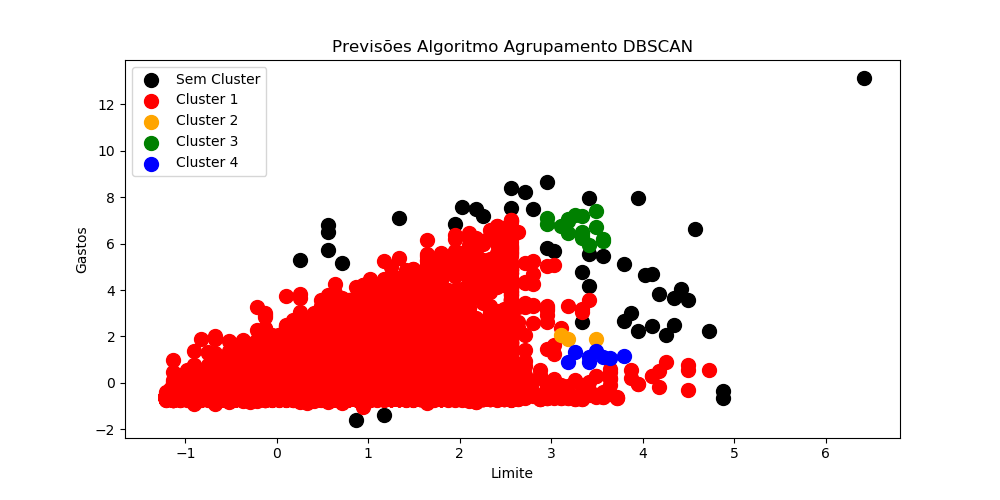 Previsões Algoritmo Agrupamento DBSCAN
Sem Cluster
Cluster 1
Cluster 2
Cluster 3
Cluster 4
Gastos
12
10
8
6
4
2
0
−2
−1
0
1
2
3
4
5
6
Limite